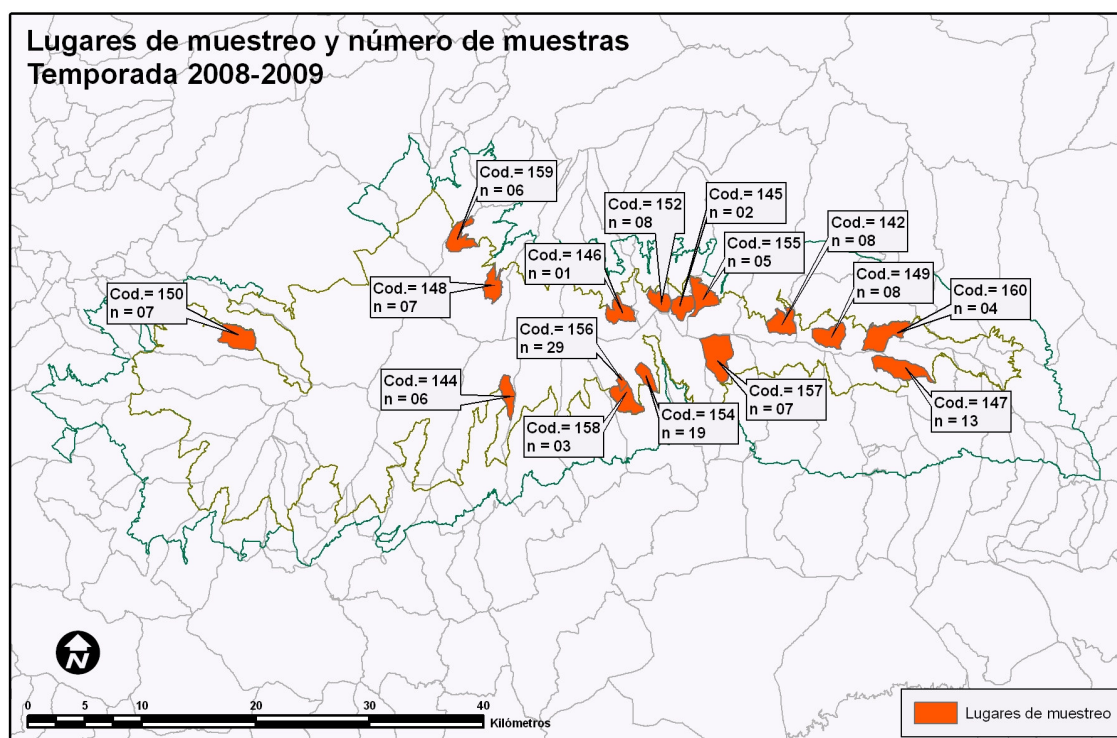 Lugares de muestreo y número de muestras
Temporada 2008-2009
Cod.= 159
n = 06
Cod.= 152
n = 08
Cod.= 145
n = 02
Cod.= 142
n = 08
Cod.= 146
n = 01
Cod.= 155
n = 05
Cod.= 149
n = 08
Cod.= 160
n = 04
Cod.= 150
n = 07
Cod.= 148
n = 07
Cod.= 156
n = 29
Cod.= 144
n = 06
Cod.= 158
n = 03
Cod.= 154
n = 19
Cod.= 157
n = 07
Cod.= 147
n = 13
N
0 5 10 20 30 40
Kilómetros
Lugares de muestreo